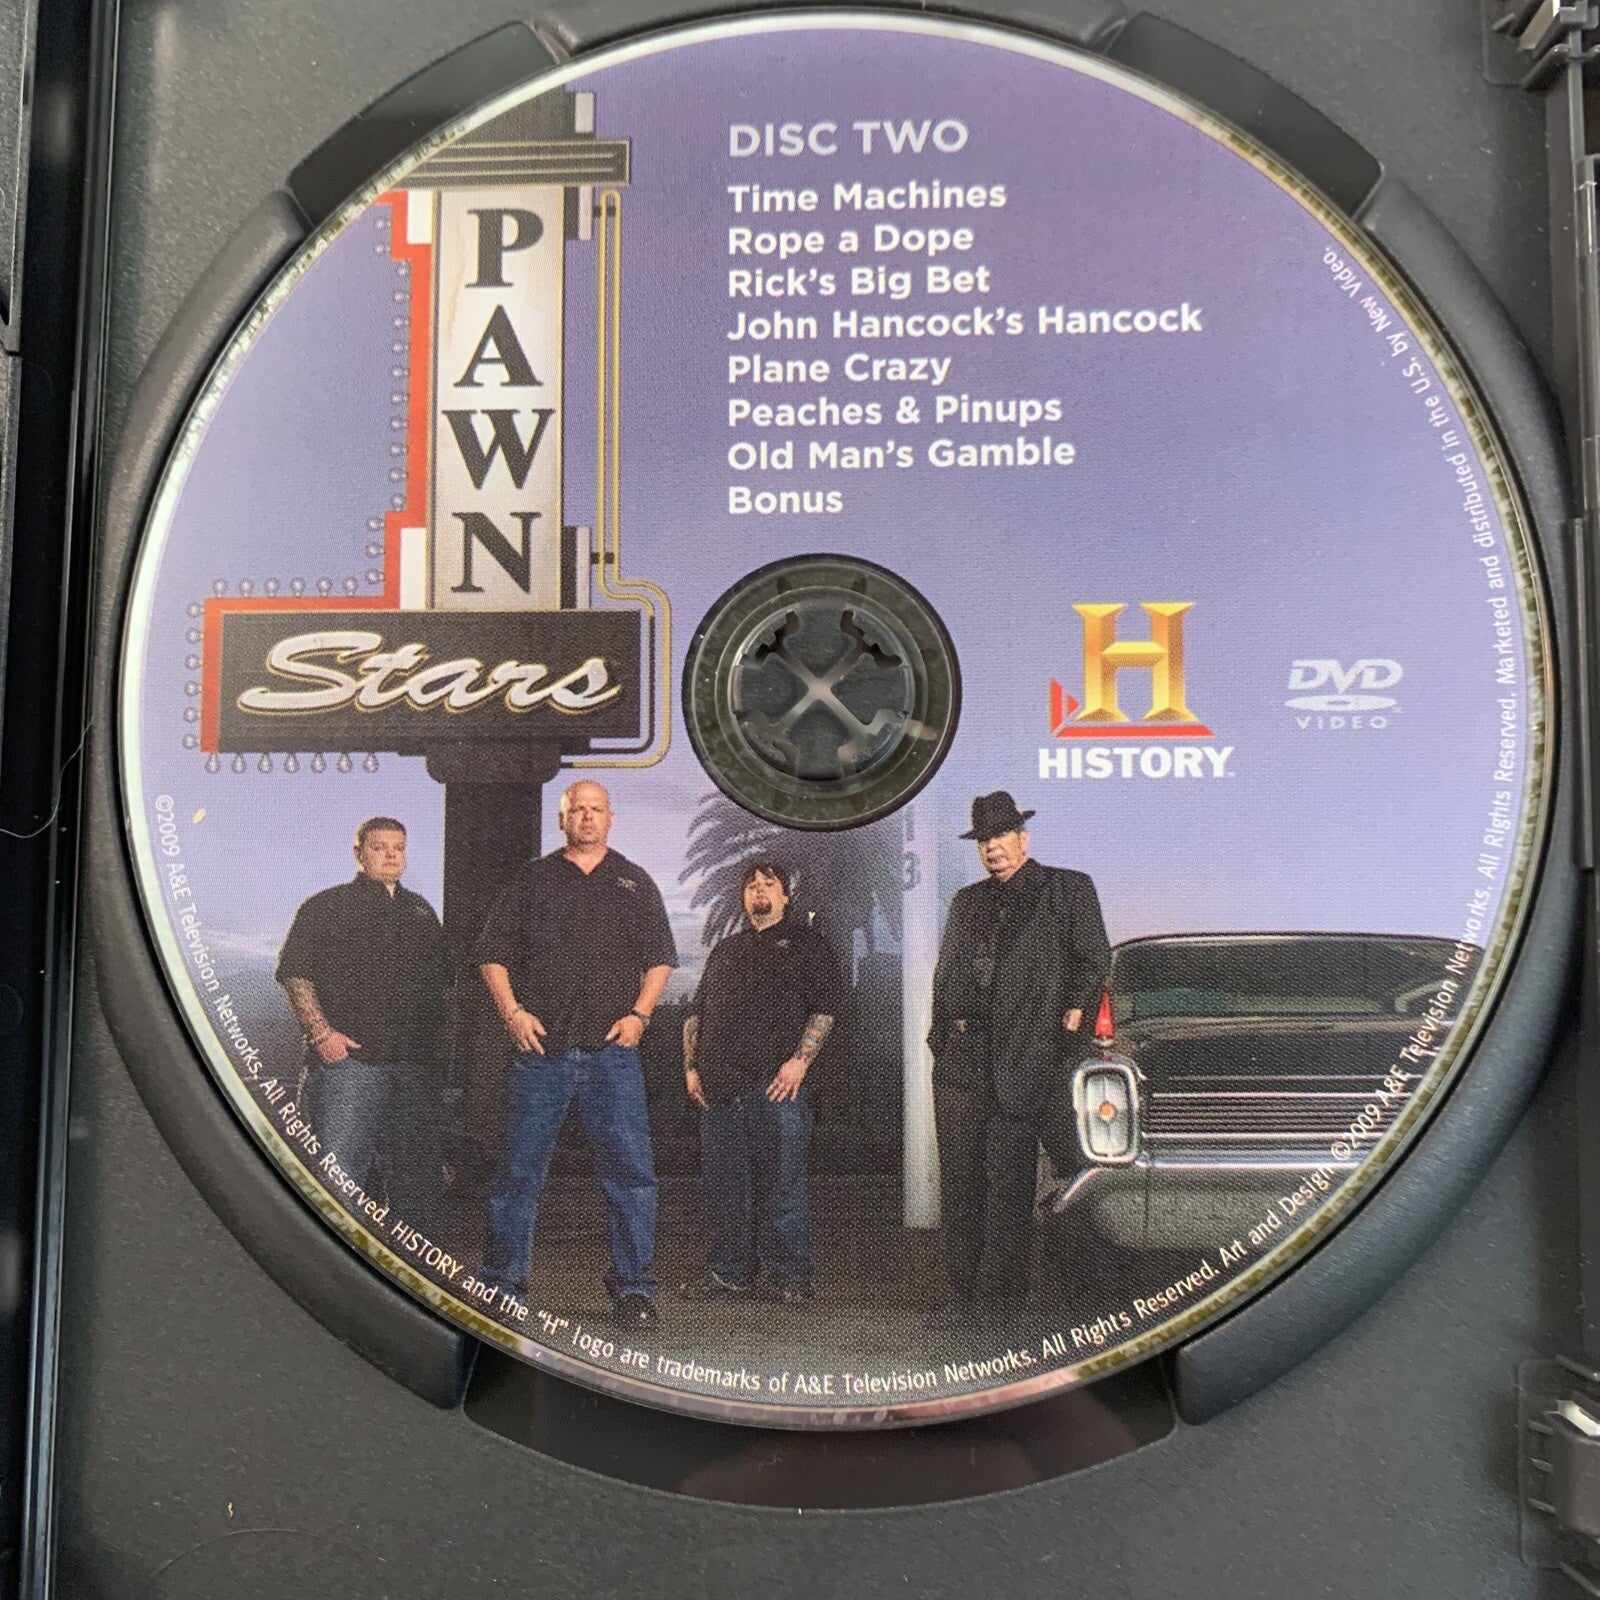 DISC TWO
Time Machines
Rope a Dope
Rick's Big Bet
John Hancock's Hancock
Plane Crazy
Peaches & Pinups
Old Man's Gamble
Bonus
PAWN
Stars
H
HISTORY
DVD
VIDEO
13
©2009 A&E Television Networks. All Rights Reserved. HISTORY and the "H" logo are trademarks of A&E Television Networks. All Rights Reserved. Art and Design ©2009 A&E Television Networks. All Rights Reserved. Marketed and distributed in the U.S. by New Video.